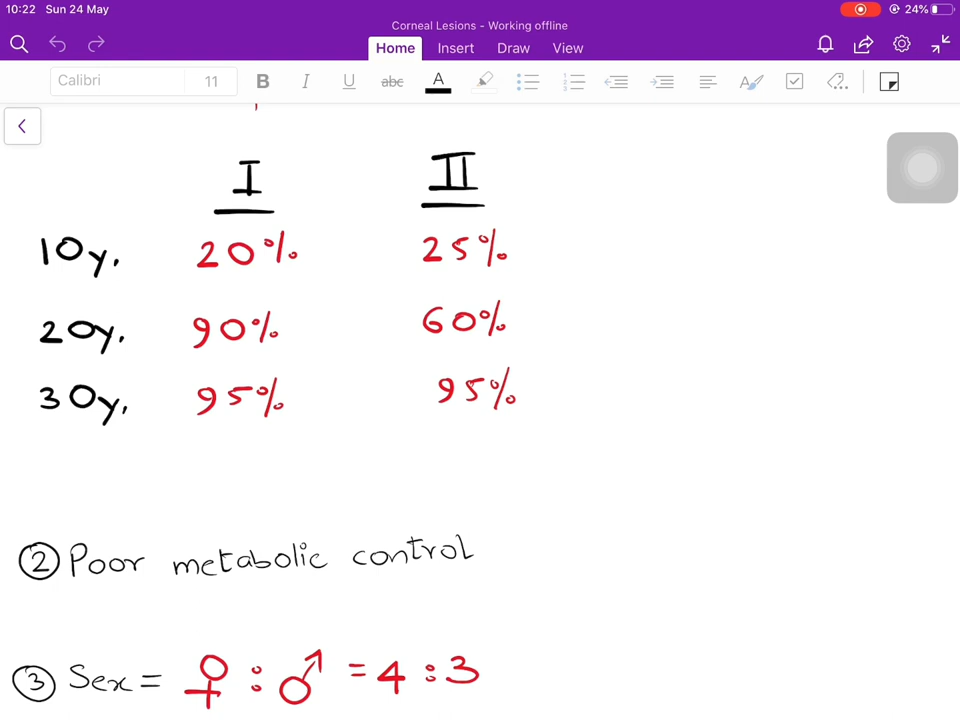 10:22 Sun 24 May 24%
Corneal Lesions - Working offline
Home Insert Draw View
Calibri 11 B I U abc A
I II
10y. 20% 25%
20y. 90% 60%
30y. 95% 95%
② Poor metabolic control
③ Sex = ♀ : ♂ = 4 : 3